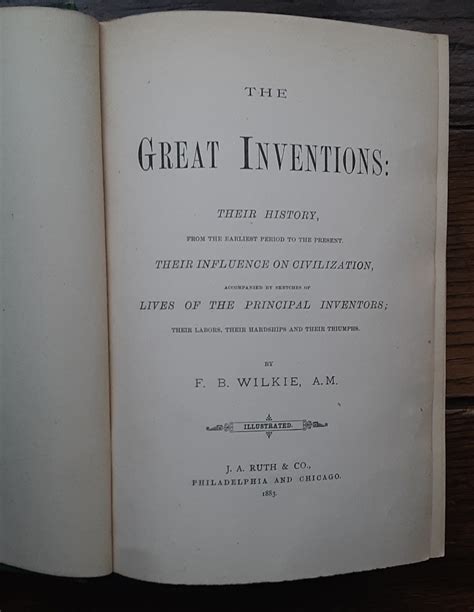 THE
GREAT INVENTIONS:
THEIR HISTORY,
FROM THE EARLIEST PERIOD TO THE PRESENT.
THEIR INFLUENCE ON CIVILIZATION,
ACCOMPANIED BY SKETCHES OF
LIVES OF THE PRINCIPAL INVENTORS;
THEIR LABORS, THEIR HARDSHIPS AND THEIR TRIUMPHS.
BY
F. B. WILKIE, A.M.
ILLUSTRATED.
J. A. RUTH & CO.,
PHILADELPHIA AND CHICAGO.
1883.